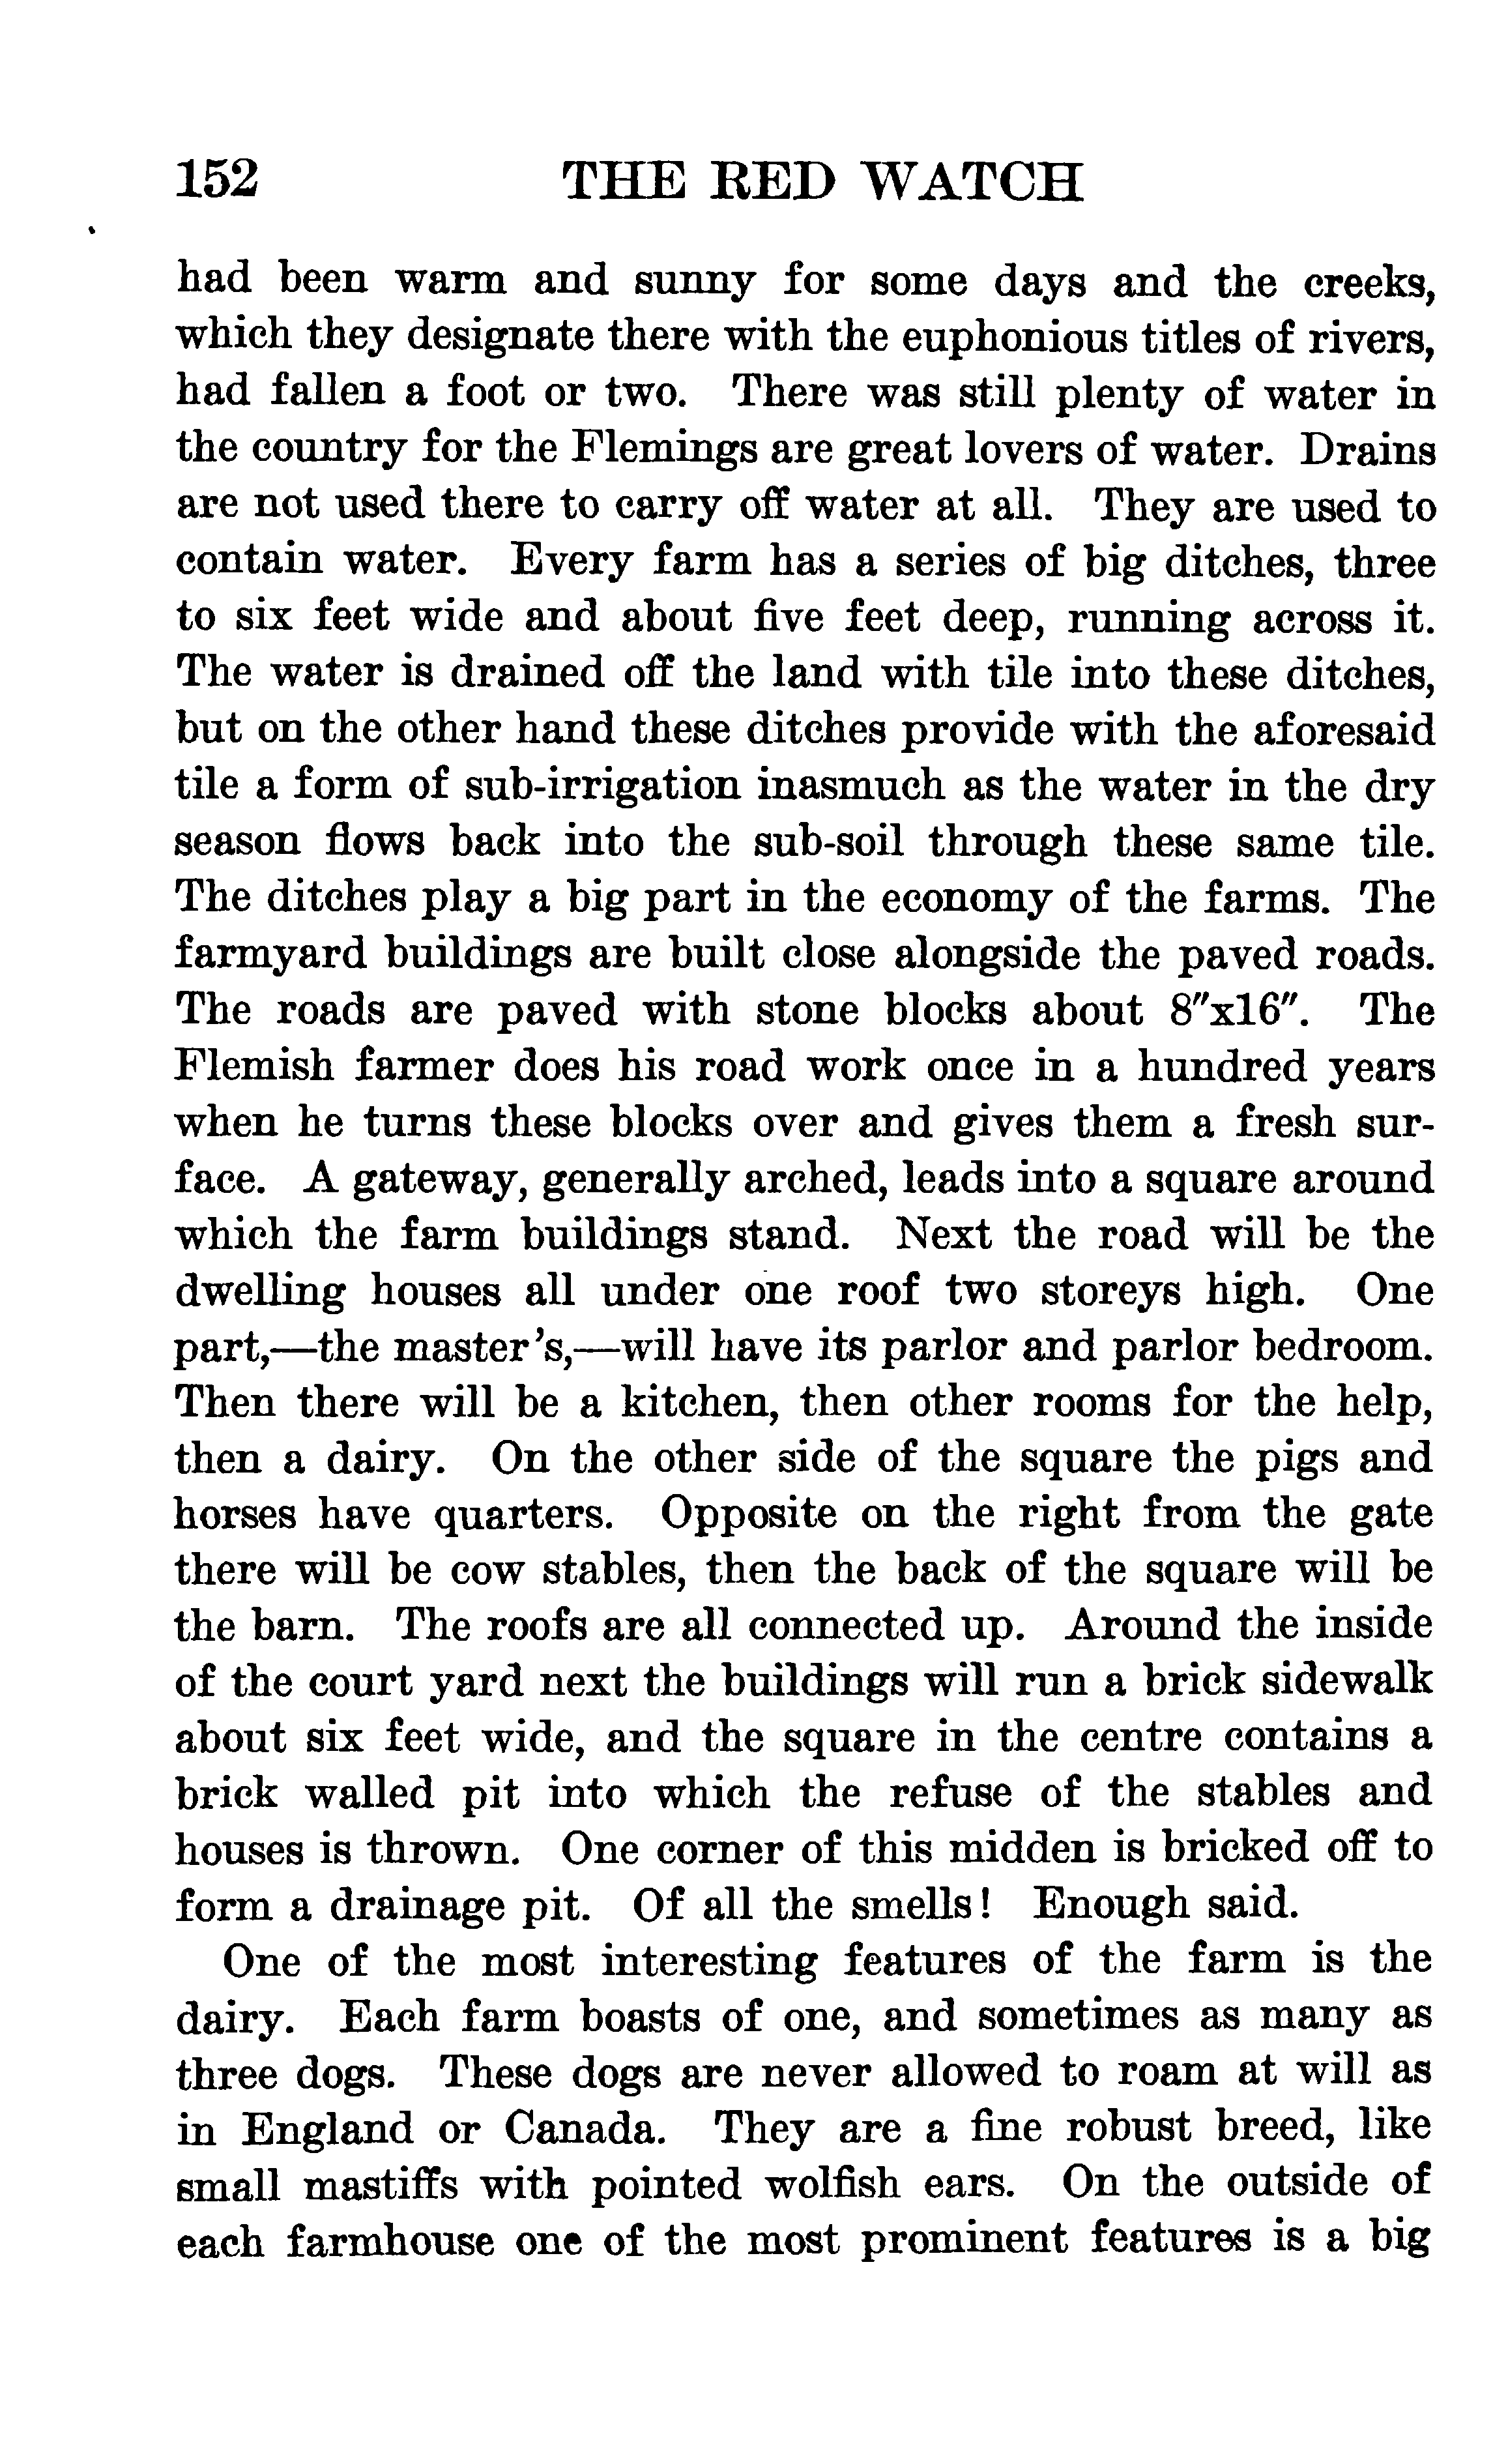 152 THE RED WATCH
had been warm and sunny for some days and the creeks,
which they designate there with the euphonious titles of rivers,
had fallen a foot or two. There was still plenty of water in
the country for the Flemings are great lovers of water. Drains
are not used there to carry off water at all. They are used to
contain water. Every farm has a series of big ditches, three
to six feet wide and about five feet deep, running across it.
The water is drained off the land with tile into these ditches,
but on the other hand these ditches provide with the aforesaid
tile a form of sub-irrigation inasmuch as the water in the dry
season flows back into the sub-soil through these same tile.
The ditches play a big part in the economy of the farms. The
farmyard buildings are built close alongside the paved roads.
The roads are paved with stone blocks about 8"x16". The
Flemish farmer does his road work once in a hundred years
when he turns these blocks over and gives them a fresh sur-
face. A gateway, generally arched, leads into a square around
which the farm buildings stand. Next the road will be the
dwelling houses all under one roof two storeys high. One
part,—the master's,—will have its parlor and parlor bedroom.
Then there will be a kitchen, then other rooms for the help,
then a dairy. On the other side of the square the pigs and
horses have quarters. Opposite on the right from the gate
there will be cow stables, then the back of the square will be
the barn. The roofs are all connected up. Around the inside
of the court yard next the buildings will run a brick sidewalk
about six feet wide, and the square in the centre contains a
brick walled pit into which the refuse of the stables and
houses is thrown. One corner of this midden is bricked off to
form a drainage pit. Of all the smells! Enough said.
One of the most interesting features of the farm is the
dairy. Each farm boasts of one, and sometimes as many as
three dogs. These dogs are never allowed to roam at will as
in England or Canada. They are a fine robust breed, like
small mastiffs with pointed wolfish ears. On the outside of
each farmhouse one of the most prominent features is a big